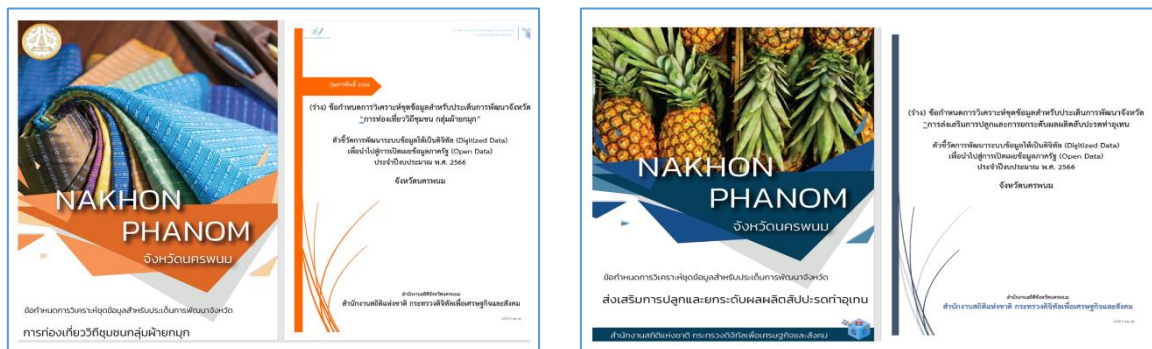 NAKHON
PHANOM
จังหวัดนครพนม
ข้อกำหนดการวิเคราะห์ชุดข้อมูลสำหรับประเด็นการพัฒนาจังหวัด
การท่องเที่ยววิถีชุมชนกลุ่มฝ้ายกมุก
กุมภาพันธ์ 2566
(ร่าง) ข้อกำหนดการวิเคราะห์ชุดข้อมูลสำหรับประเด็นการพัฒนาจังหวัด
"การท่องเที่ยววิถีชุมชน กลุ่มฝ้ายกมุก"
ตัวชี้วัดการพัฒนาระบบข้อมูลให้เป็นดิจิทัล (Digitized Data)
เพื่อนำไปสู่การเปิดเผยข้อมูลภาครัฐ (Open Data)
ประจำปีงบประมาณ พ.ศ. 2566
จังหวัดนครพนม
สำนักงานสถิติจังหวัดนครพนม
สำนักงานสถิติแห่งชาติ กระทรวงดิจิทัลเพื่อเศรษฐกิจและสังคม
NAKHON
PHANOM
จังหวัดนครพนม
ข้อกำหนดการวิเคราะห์ชุดข้อมูลสำหรับประเด็นการพัฒนาจังหวัด
ส่งเสริมการปลูกและยกระดับผลผลิตสัปปะรดท่าอุเทน
สำนักงานสถิติแห่งชาติ กระทรวงดิจิทัลเพื่อเศรษฐกิจและสังคม
(ร่าง) ข้อกำหนดการวิเคราะห์ชุดข้อมูลสำหรับประเด็นการพัฒนาจังหวัด
"การส่งเสริมการปลูกและการยกระดับผลผลิตสับปะรดท่าอุเทน
ตัวชี้วัดการพัฒนาระบบข้อมูลให้เป็นดิจิทัล (Digitized Data)
เพื่อนำไปสู่การเปิดเผยข้อมูลภาครัฐ (Open Data)
ประจำปีงบประมาณ พ.ศ. 2566
จังหวัดนครพนม
สำนักงานสถิติจังหวัดนครพนม
สำนักงานสถิติแห่งชาติ กระทรวงดิจิทัลเพื่อเศรษฐกิจและสังคม